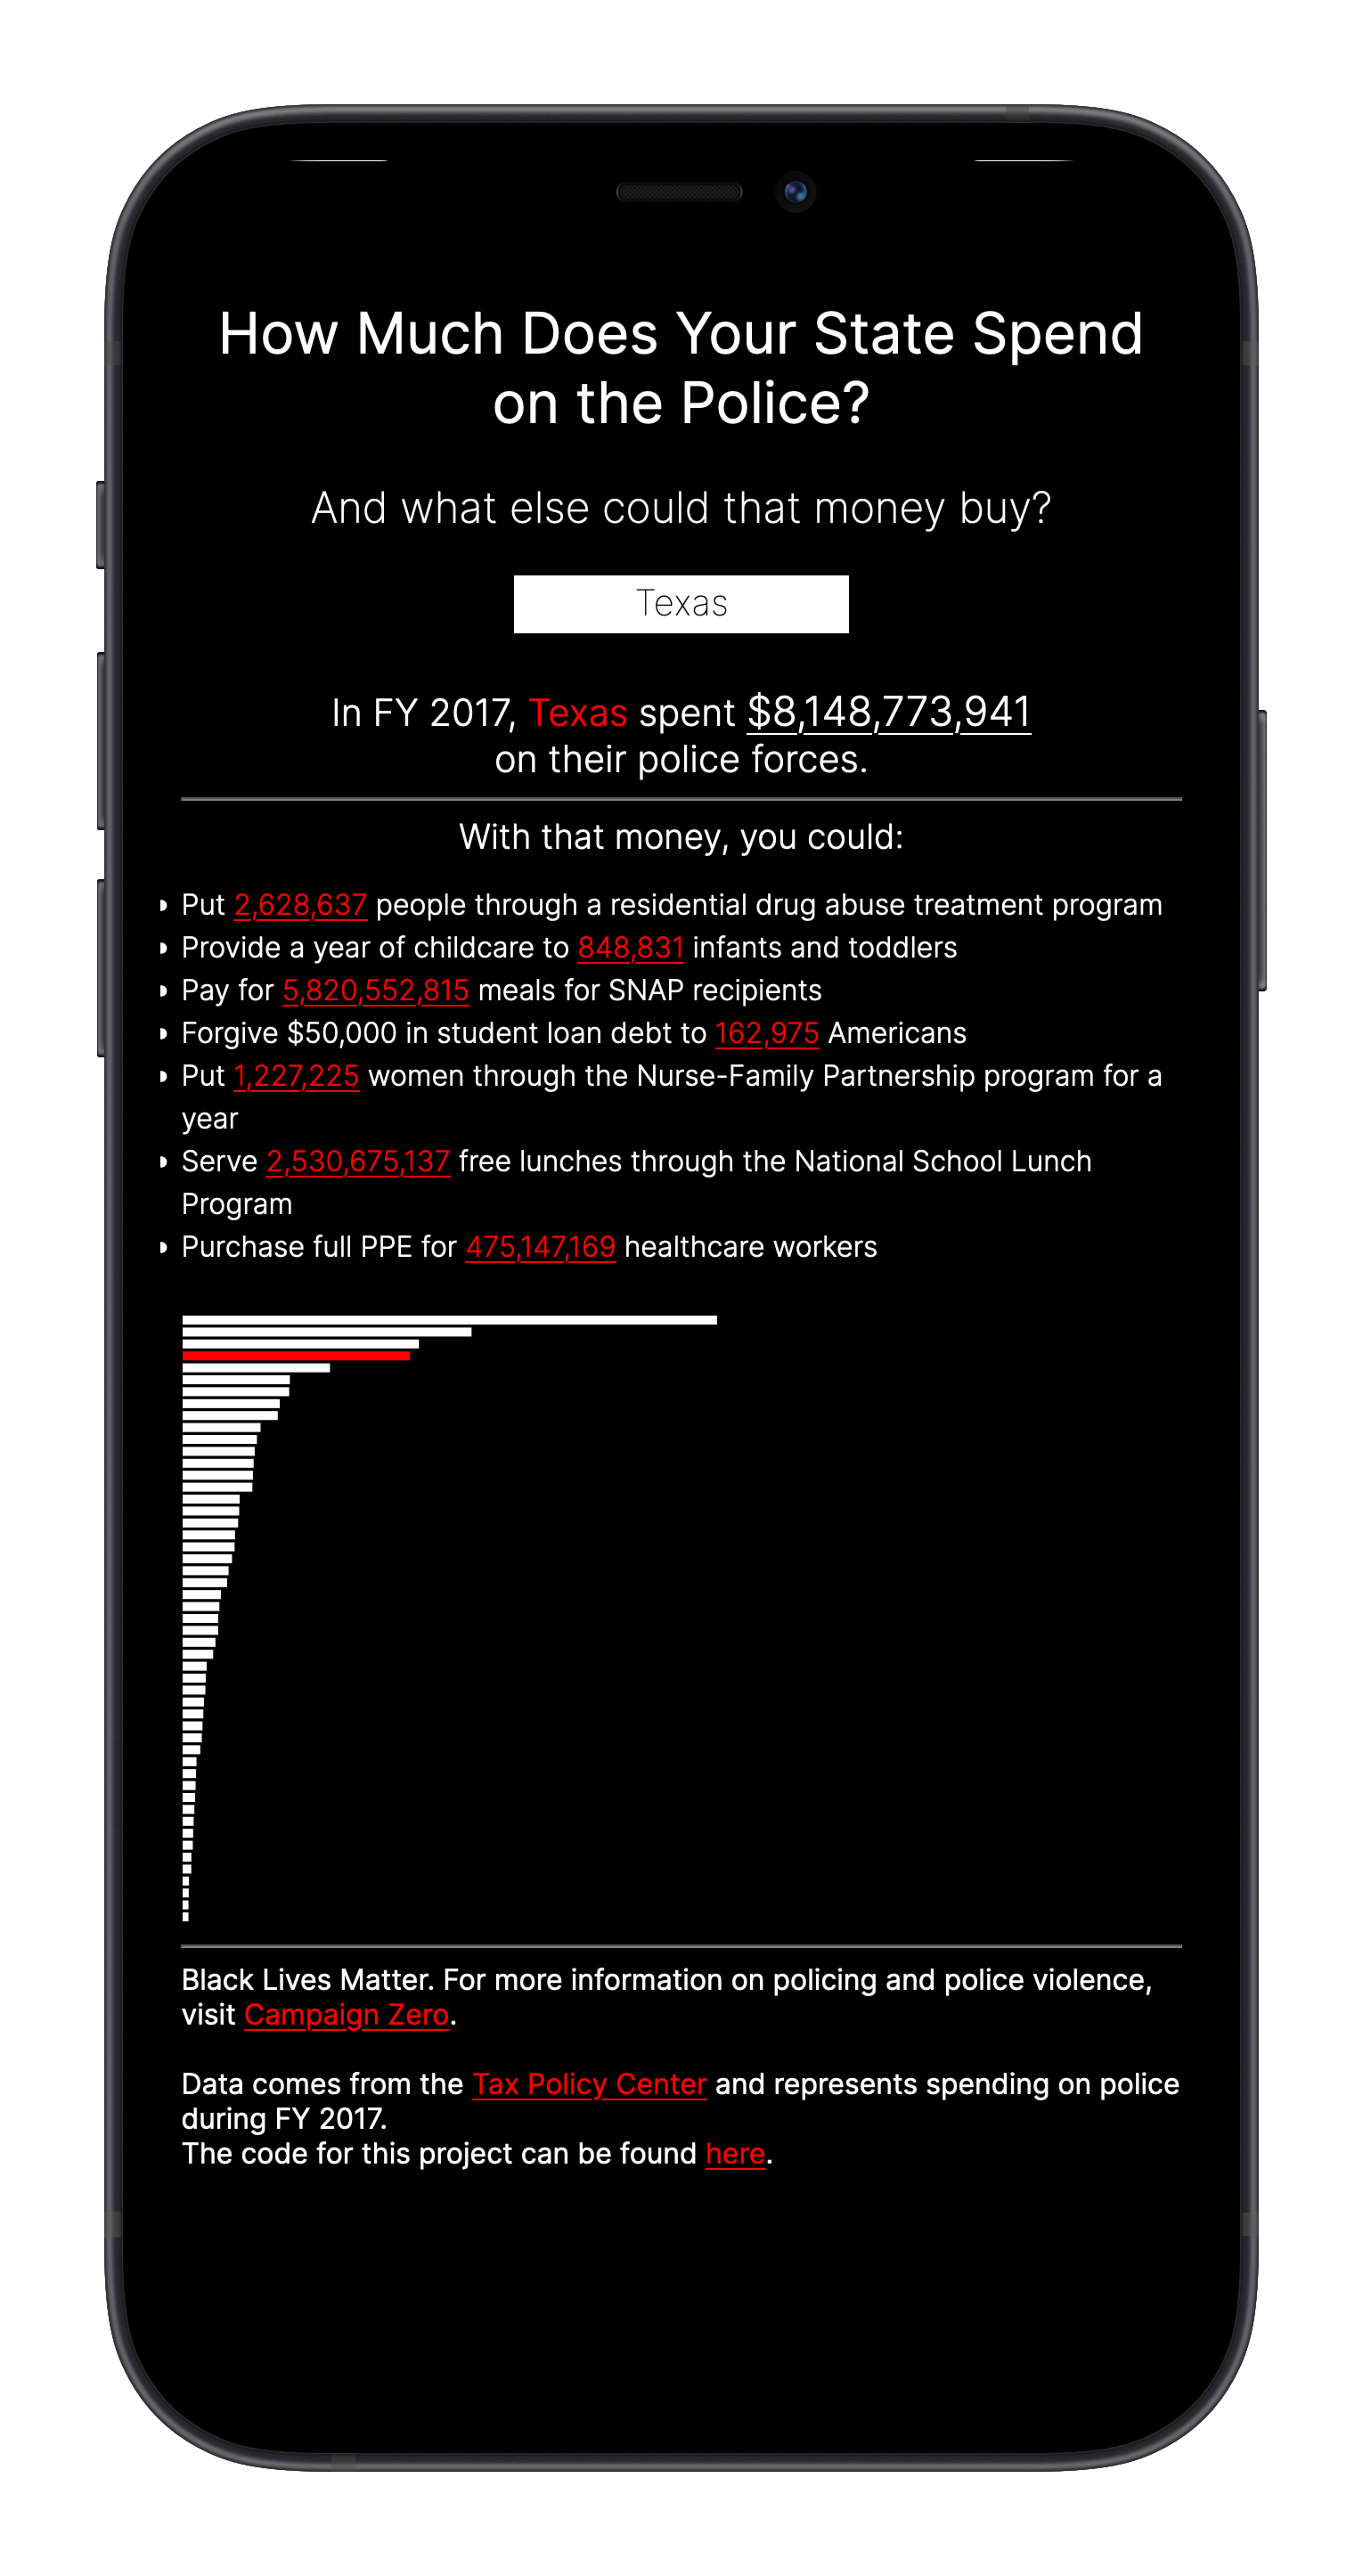 How Much Does Your State Spend
on the Police?
And what else could that money buy?
Texas
In FY 2017, Texas spent $8,148,773,941
on their police forces.
With that money, you could:
Put 2,628,637 people through a residential drug abuse treatment program
Provide a year of childcare to 848,831 infants and toddlers
Pay for 5,820,552,815 meals for SNAP recipients
Forgive $50,000 in student loan debt to 162,975 Americans
Put 1,227,225 women through the Nurse-Family Partnership program for a
year
Serve 2,530,675,137 free lunches through the National School Lunch
Program
Purchase full PPE for 475,147,169 healthcare workers
Black Lives Matter. For more information on policing and police violence,
visit Campaign Zero.
Data comes from the Tax Policy Center and represents spending on police
during FY 2017.
The code for this project can be found here.